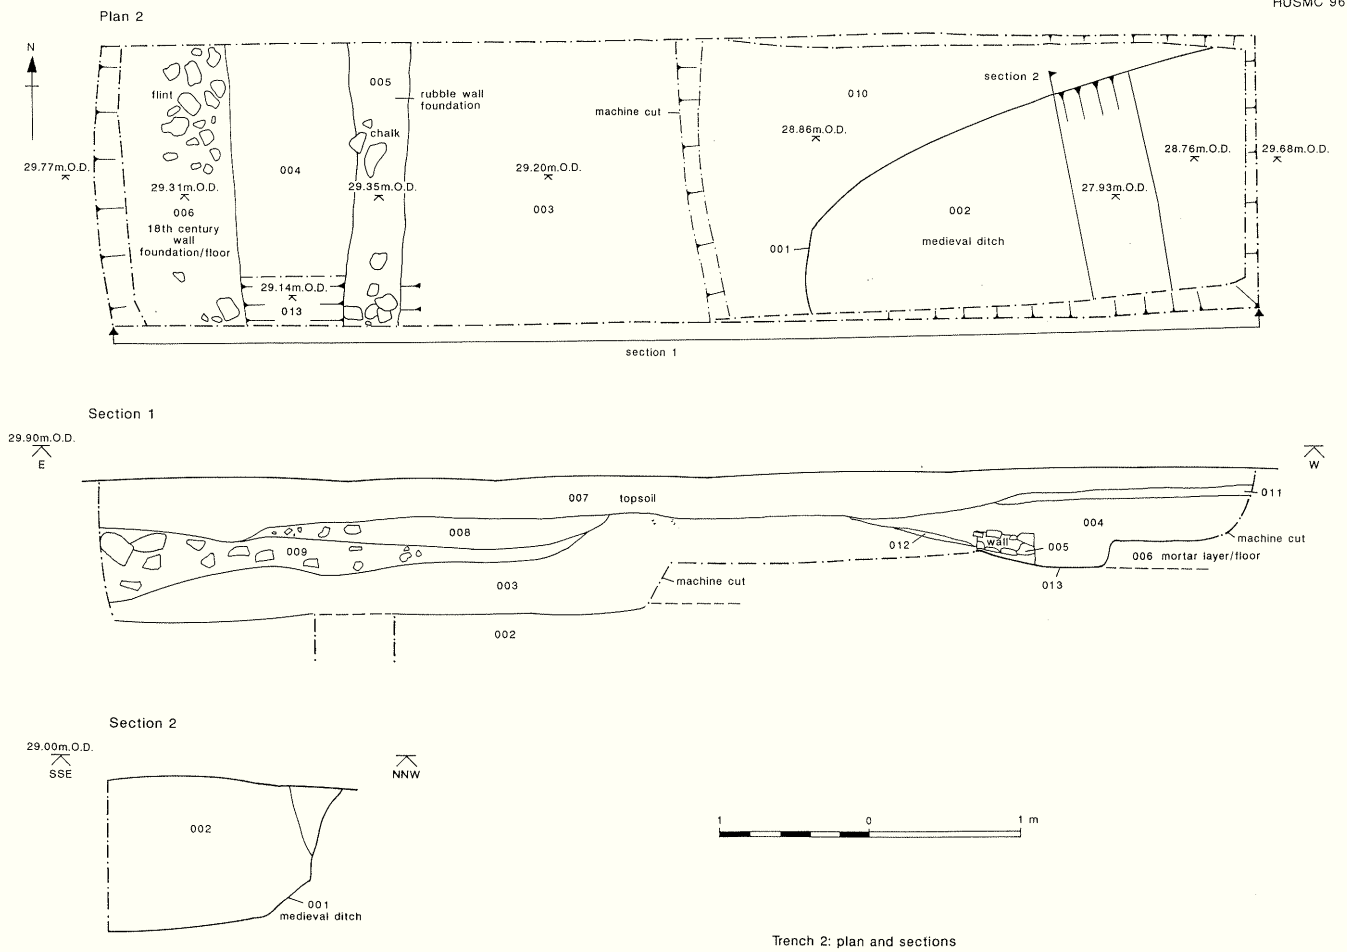 HUSMC 96
Plan 2
N
005
section 2
rubble wall
foundation
010
flint
machine cut
chalk
28.86m.O.D.
28.76m.O.D.
29.68m.O.D.
29.77m.O.D.
004
29.20m.O.D.
29.31m.O.D.
29.35m.O.D.
27.93m.O.D.
006
003
002
18th century
wall
foundation/floor
001
medieval ditch
29.14m.O.D.
013
section 1
Section 1
29.90m.O.D.
E
W
007 topsoil
011
008
004
009
012
wall
005
machine cut
006 mortar layer/floor
003
machine cut
013
002
Section 2
29.00m.O.D.
SSE
NNW
002
1
0
1 m
001
medieval ditch
Trench 2: plan and sections